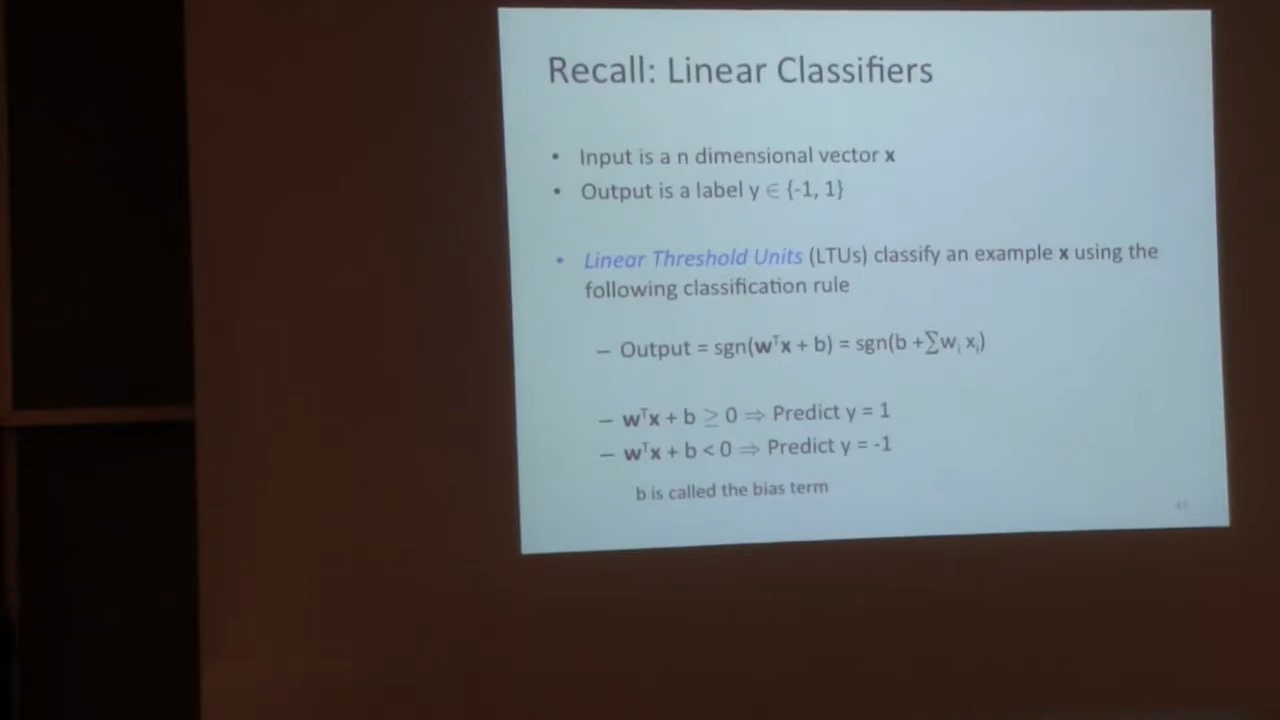 Recall: Linear Classifiers
• Input is a n dimensional vector x
• Output is a label y ∈ {-1, 1}
• Linear Threshold Units (LTUs) classify an example x using the
following classification rule
– Output = sgn(wᵀx + b) = sgn(b +∑wᵢ xᵢ)
– wᵀx + b ≥ 0 ⇒ Predict y = 1
– wᵀx + b < 0 ⇒ Predict y = -1
b is called the bias term